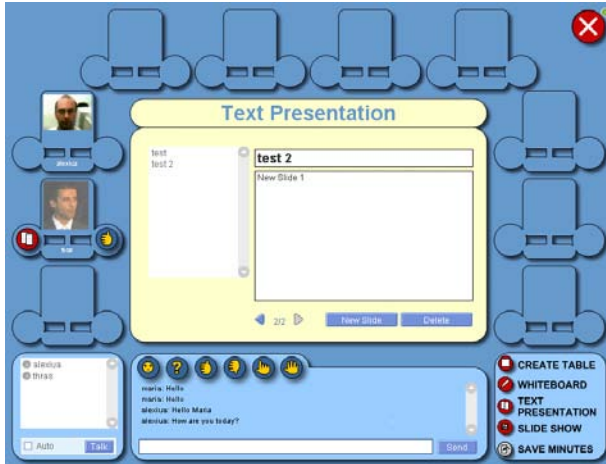 Text Presentation
alexius
test
test 2
test 2
New Slide 1
thras
2/2
New Slide
Delete
alexius
thras
Auto
Talk
maria: Hello
maria: Hello
alexius: Hello Maria
alexius: How are you today?
Send
CREATE TABLE
WHITEBOARD
TEXT
PRESENTATION
SLIDE SHOW
SAVE MINUTES